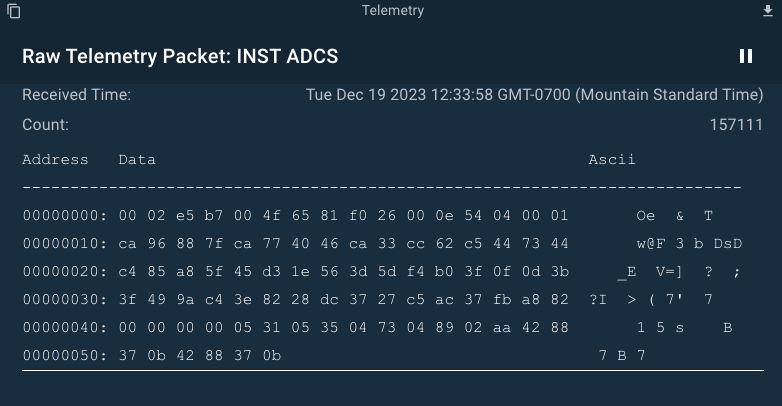 Telemetry
Raw Telemetry Packet: INST ADCS
Received Time: Tue Dec 19 2023 12:33:58 GMT-0700 (Mountain Standard Time)
Count: 157111
Address   Data                                             Ascii
---------------------------------------------------------------------------
00000000: 00 02 e5 b7 00 4f 65 81 f0 26 00 0e 54 04 00 01       Oe  &  T
00000010: ca 96 88 7f ca 77 40 46 ca 33 cc 62 c5 44 73 44       w@F 3 b DsD
00000020: c4 85 a8 5f 45 d3 1e 56 3d 5d f4 b0 3f 0f 0d 3b     _E  V=]  ?  ;
00000030: 3f 49 9a c4 3e 82 28 dc 37 27 c5 ac 37 fb a8 82  ?I  > ( 7'  7
00000040: 00 00 00 00 05 31 05 35 04 73 04 89 02 aa 42 88       1 5 s    B
00000050: 37 0b 42 88 37 0b                                 7 B 7